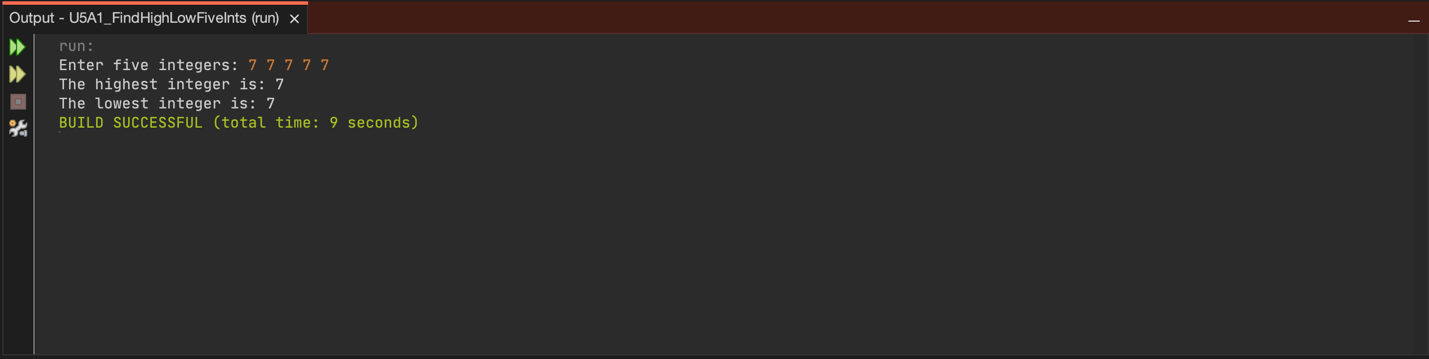 Output - U5A1_FindHighLowFiveInts (run) ×
run:
Enter five integers: 7 7 7 7 7
The highest integer is: 7
The lowest integer is: 7
BUILD SUCCESSFUL (total time: 9 seconds)